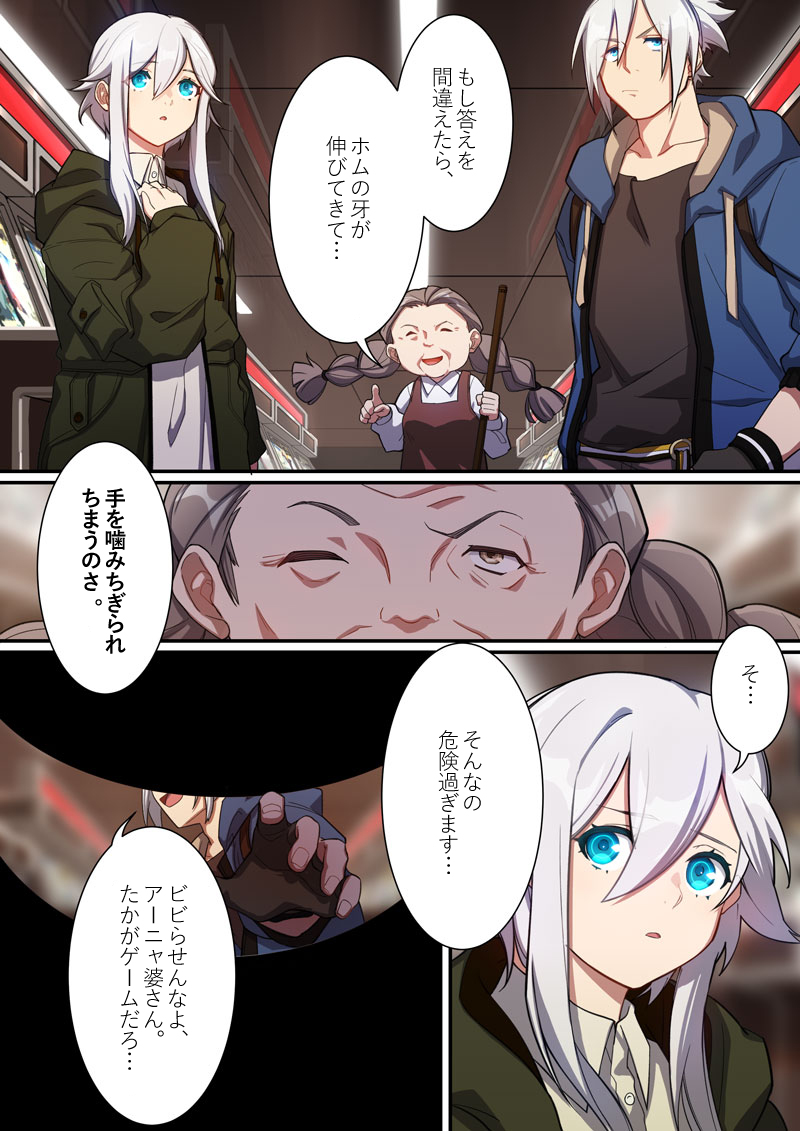 もし答えを
間違えたら、
ホムの牙が
伸びてきて…
手を噛みちぎられ
ちまうのさ。
そ…
そんなの
危険過ぎます…
ビビらせんなよ、
アーニャ婆さん。
たかがゲームだろ…